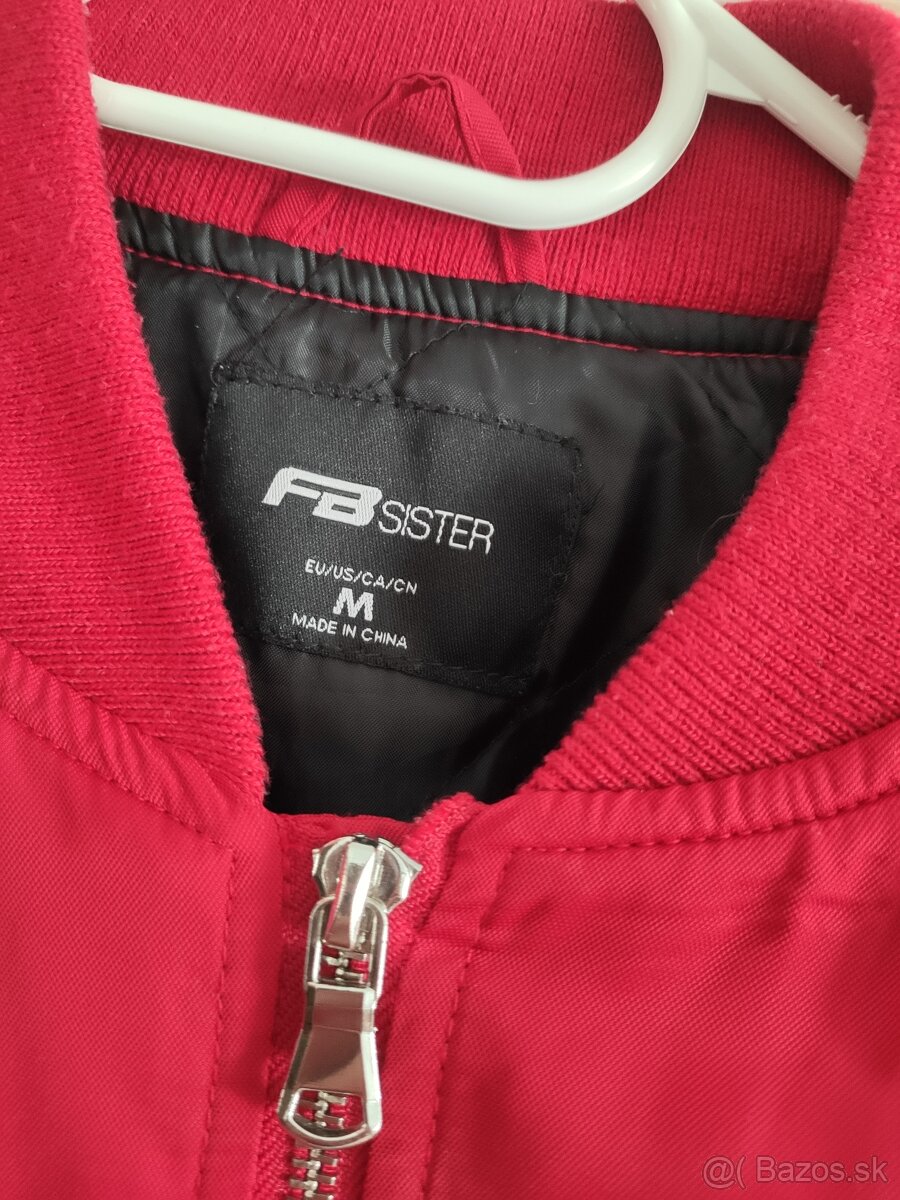 FB SISTER
EU/US/CA/CN
M
MADE IN CHINA
@( Bazos.sk